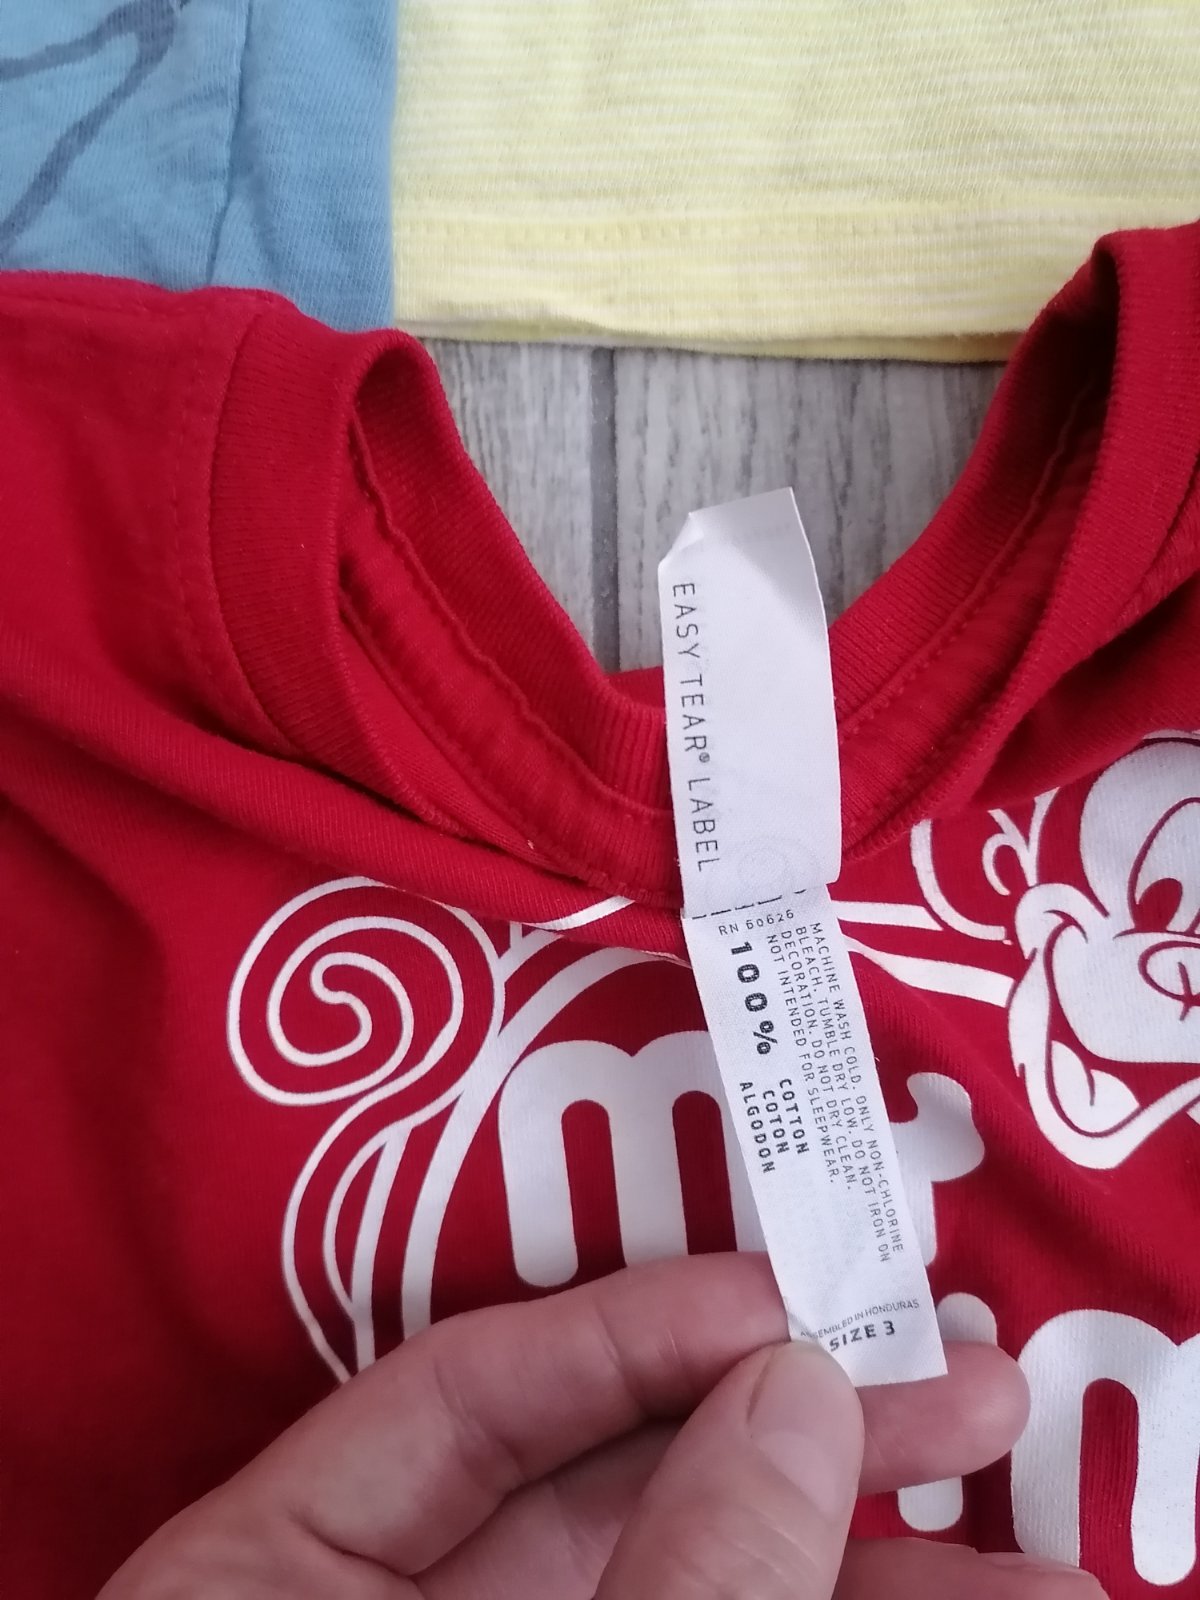 EASY TEAR® LABEL
RN 60626
100% COTTON
COTON
ALGODON
MACHINE WASH COLD. ONLY NON-CHLORINE
BLEACH. TUMBLE DRY LOW. DO NOT IRON ON
DECORATION. DO NOT DRY CLEAN.
NOT INTENDED FOR SLEEPWEAR.
ASSEMBLED IN HONDURAS
SIZE 3